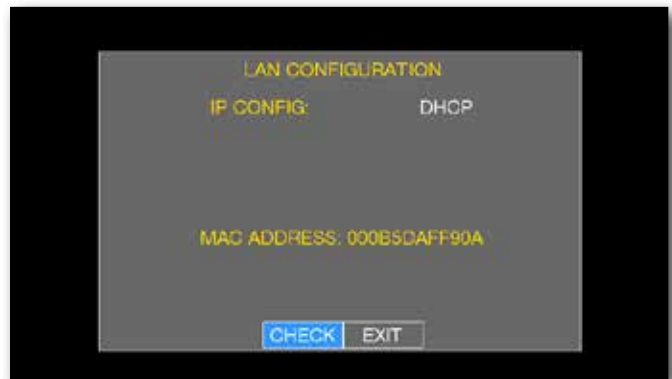 LAN CONFIGURATION
IP CONFIG: DHCP
MAC ADDRESS: 000B5DAFF90A
CHECK EXIT